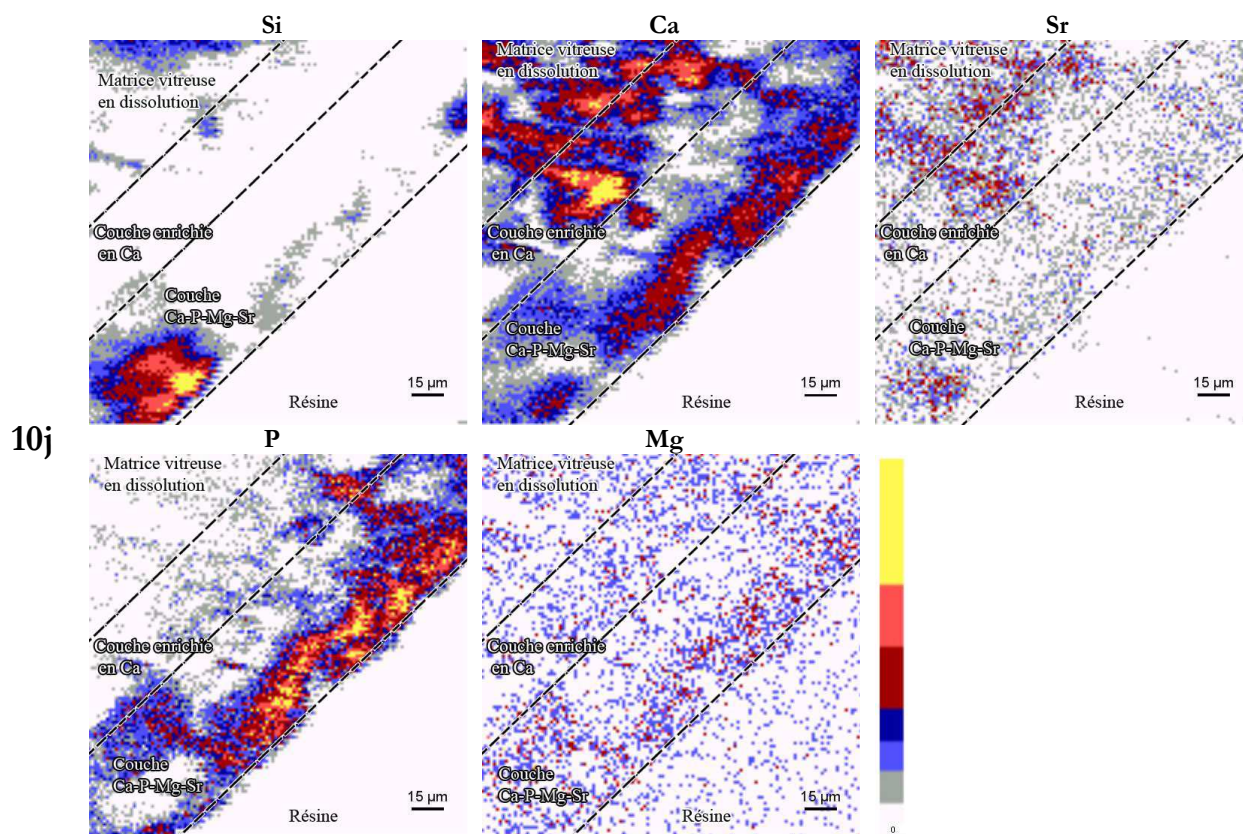 Si
Ca
Sr
Matrice vitreuse
en dissolution
Couche enrichie
en Ca
Couche
Ca-P-Mg-Sr
15 µm
Résine
Matrice vitreuse
en dissolution
Couche enrichie
en Ca
Couche
Ca-P-Mg-Sr
15 µm
Résine
Matrice vitreuse
en dissolution
Couche enrichie
en Ca
Couche
Ca-P-Mg-Sr
15 µm
Résine
10j
P
Mg
Matrice vitreuse
en dissolution
Couche enrichie
en Ca
Couche
Ca-P-Mg-Sr
15 µm
Résine
Matrice vitreuse
en dissolution
Couche enrichie
en Ca
Couche
Ca-P-Mg-Sr
15 µm
Résine
0